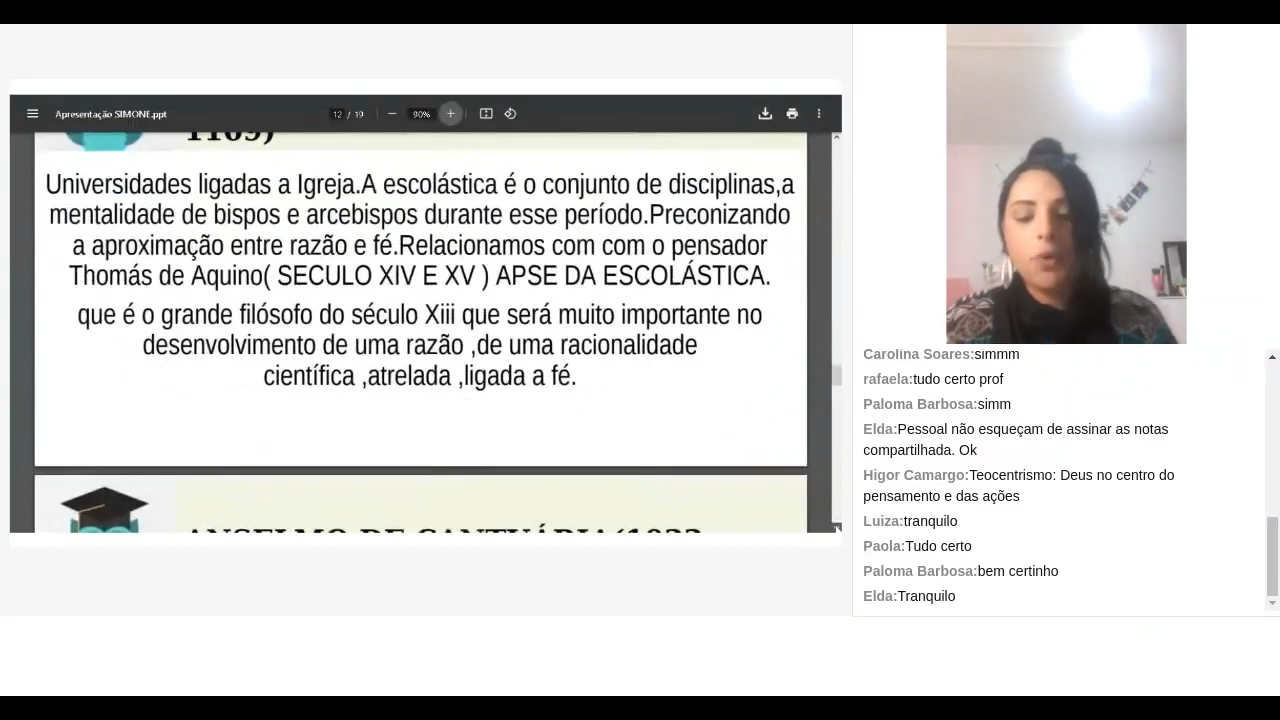 Apresentação SIMONE.ppt
12 / 19
90%
1109)
Universidades ligadas a Igreja.A escolástica é o conjunto de disciplinas,a
mentalidade de bispos e arcebispos durante esse período.Preconizando
a aproximação entre razão e fé.Relacionamos com com o pensador
Thomás de Aquino( SECULO XIV E XV ) APSE DA ESCOLÁSTICA.
que é o grande filósofo do século Xiii que será muito importante no
desenvolvimento de uma razão ,de uma racionalidade
científica ,atrelada ,ligada a fé.
ANSELMO DE CANTUÁRIA(1033
Carolina Soares:simmm
rafaela:tudo certo prof
Paloma Barbosa:simm
Elda:Pessoal não esqueçam de assinar as notas
compartilhada. Ok
Higor Camargo:Teocentrismo: Deus no centro do
pensamento e das ações
Luiza:tranquilo
Paola:Tudo certo
Paloma Barbosa:bem certinho
Elda:Tranquilo